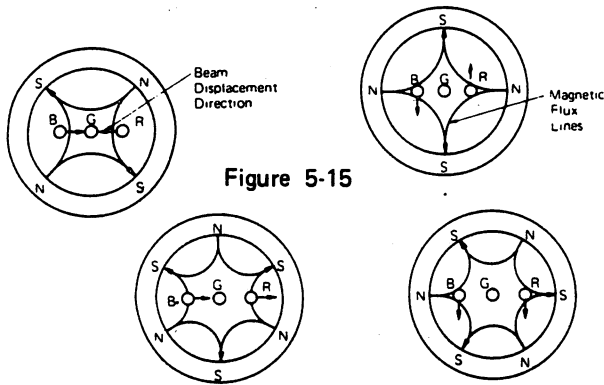 S
N
B
G
R
N
S
Beam
Displacement
Direction
S
B
G
R
N
N
S
Magnetic
Flux
Lines
Figure 5-15
N
S
S
B
G
R
N
N
S
S
N
B
G
R
N
S
S
N